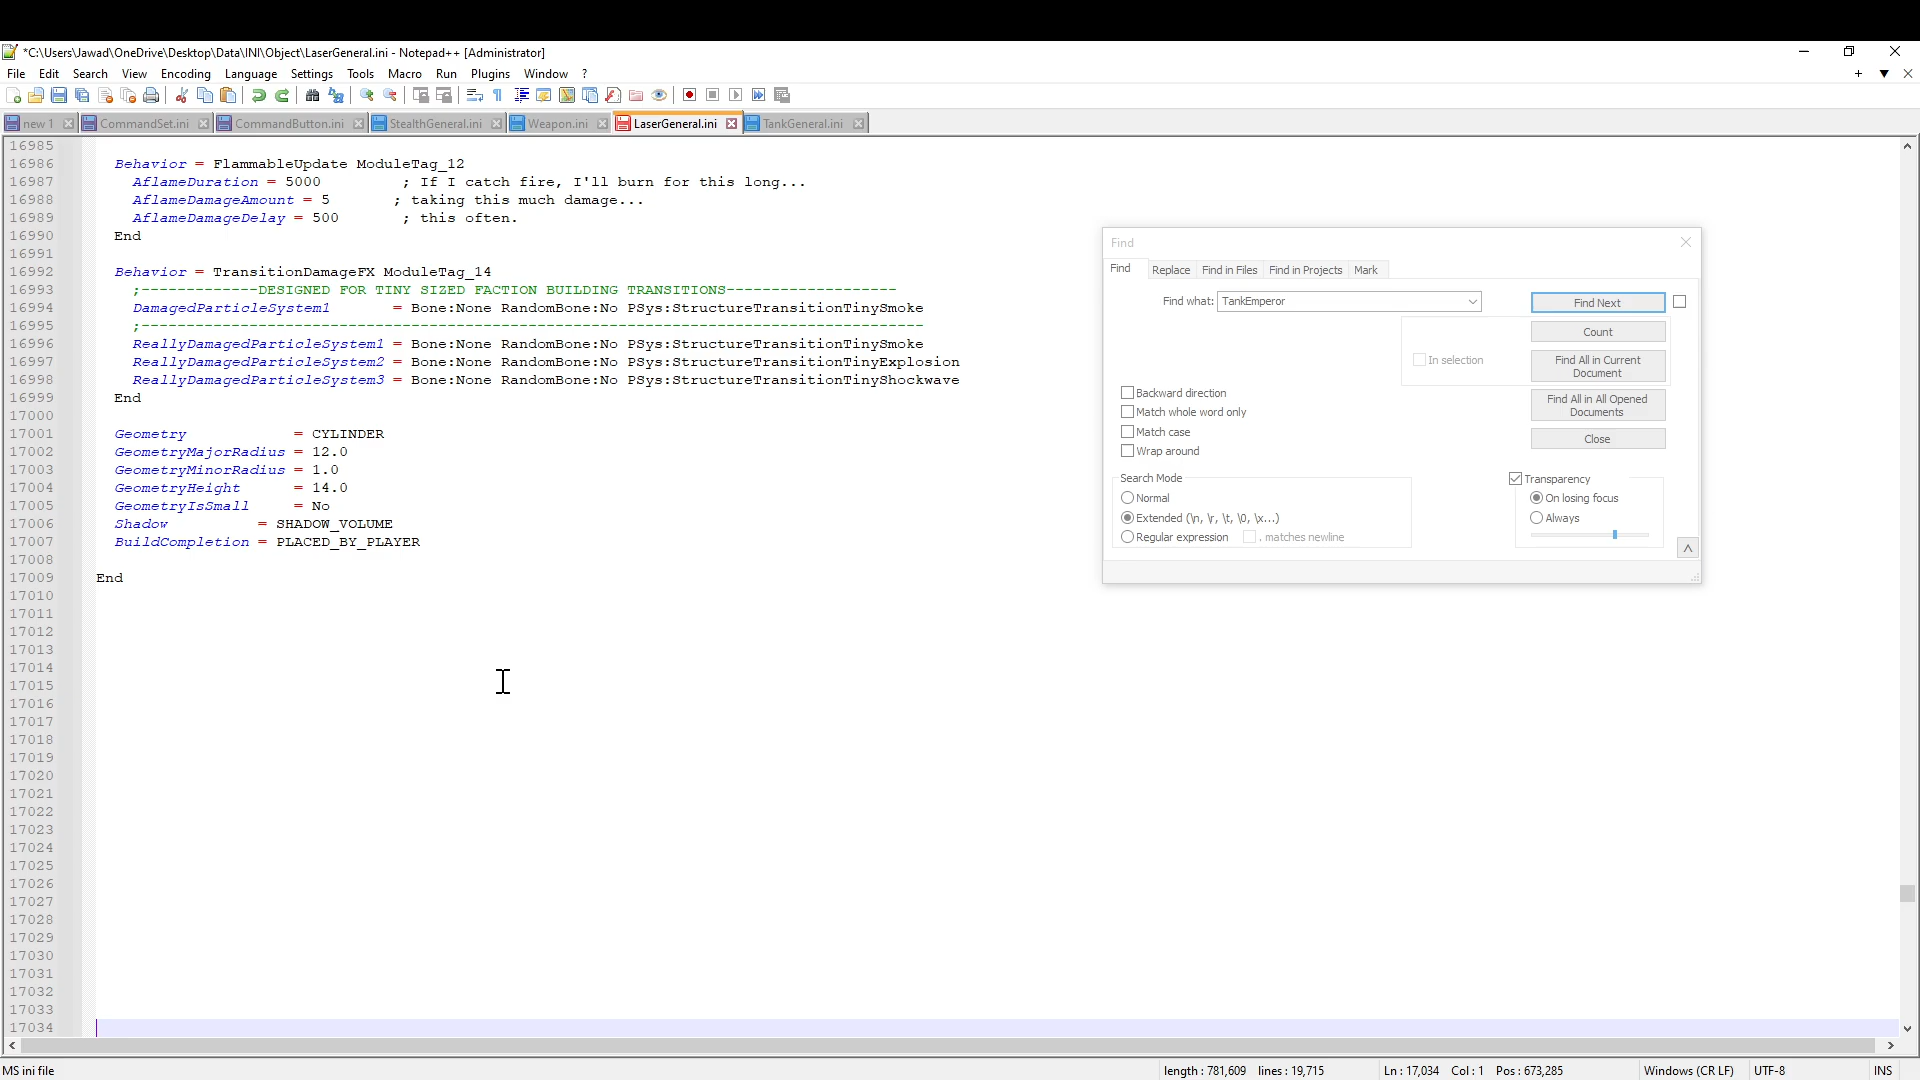 *C:\Users\Jawad\OneDrive\Desktop\Data\INI\Object\LaserGeneral.ini - Notepad++ [Administrator]
File Edit Search View Encoding Language Settings Tools Macro Run Plugins Window ?
new 1 CommandSet.ini CommandButton.ini StealthGeneral.ini Weapon.ini LaserGeneral.ini TankGeneral.ini
16985
16986 Behavior = FlammableUpdate ModuleTag_12
16987 AflameDuration = 5000 ; If I catch fire, I'll burn for this long...
16988 AflameDamageAmount = 5 ; taking this much damage...
16989 AflameDamageDelay = 500 ; this often.
16990 End
16991
16992 Behavior = TransitionDamageFX ModuleTag_14
16993 ;-------------DESIGNED FOR TINY SIZED FACTION BUILDING TRANSITIONS-------------------
16994 DamagedParticleSystem1 = Bone:None RandomBone:No PSys:StructureTransitionTinySmoke
16995 ;---------------------------------------------------------------------------------------
16996 ReallyDamagedParticleSystem1 = Bone:None RandomBone:No PSys:StructureTransitionTinySmoke
16997 ReallyDamagedParticleSystem2 = Bone:None RandomBone:No PSys:StructureTransitionTinyExplosion
16998 ReallyDamagedParticleSystem3 = Bone:None RandomBone:No PSys:StructureTransitionTinyShockwave
16999 End
17000
17001 Geometry = CYLINDER
17002 GeometryMajorRadius = 12.0
17003 GeometryMinorRadius = 1.0
17004 GeometryHeight = 14.0
17005 GeometryIsSmall = No
17006 Shadow = SHADOW_VOLUME
17007 BuildCompletion = PLACED_BY_PLAYER
17008
17009 End
17010
17011
17012
17013
17014
17015
17016
17017
17018
17019
17020
17021
17022
17023
17024
17025
17026
17027
17028
17029
17030
17031
17032
17033
17034
Find
Find Replace Find in Files Find in Projects Mark
Find what: TankEmperor Find Next
Count
In selection Find All in Current Document
Backward direction
Find All in All Opened Documents
Match whole word only
Match case
Close
Wrap around
Search Mode Transparency
Normal On losing focus
Extended (\n, \r, \t, \0, \x...) Always
Regular expression . matches newline
MS ini file length : 781,609 lines : 19,715 Ln : 17,034 Col : 1 Pos : 673,285 Windows (CR LF) UTF-8 INS